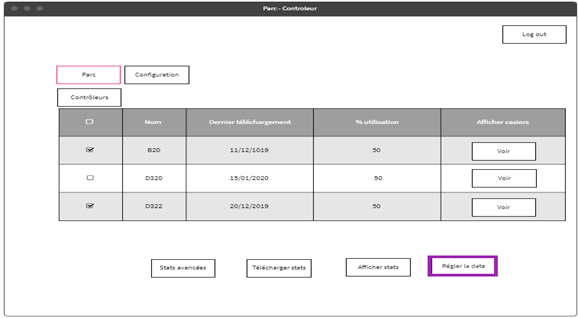 Parc - Controleur
Log out
Parc Configuration
Contrôleurs
Nom Dernier téléchargement % utilisation Afficher casiers
B20 11/12/1019 50 Voir
D320 15/01/2020 50 Voir
D322 20/12/2019 50 Voir
Stats avancées Télécharger stats Afficher stats Régler la date